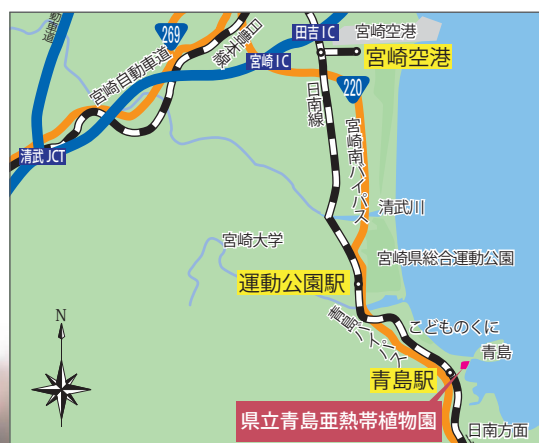 動車道
269
日豊本線
田吉IC
宮崎空港
宮崎空港
宮崎自動車道
宮崎IC
220
日南線
宮崎南バイパス
清武JCT
清武川
宮崎大学
宮崎県総合運動公園
運動公園駅
青島バイパス
こどものくに
N
青島
青島駅
県立青島亜熱帯植物園
日南方面